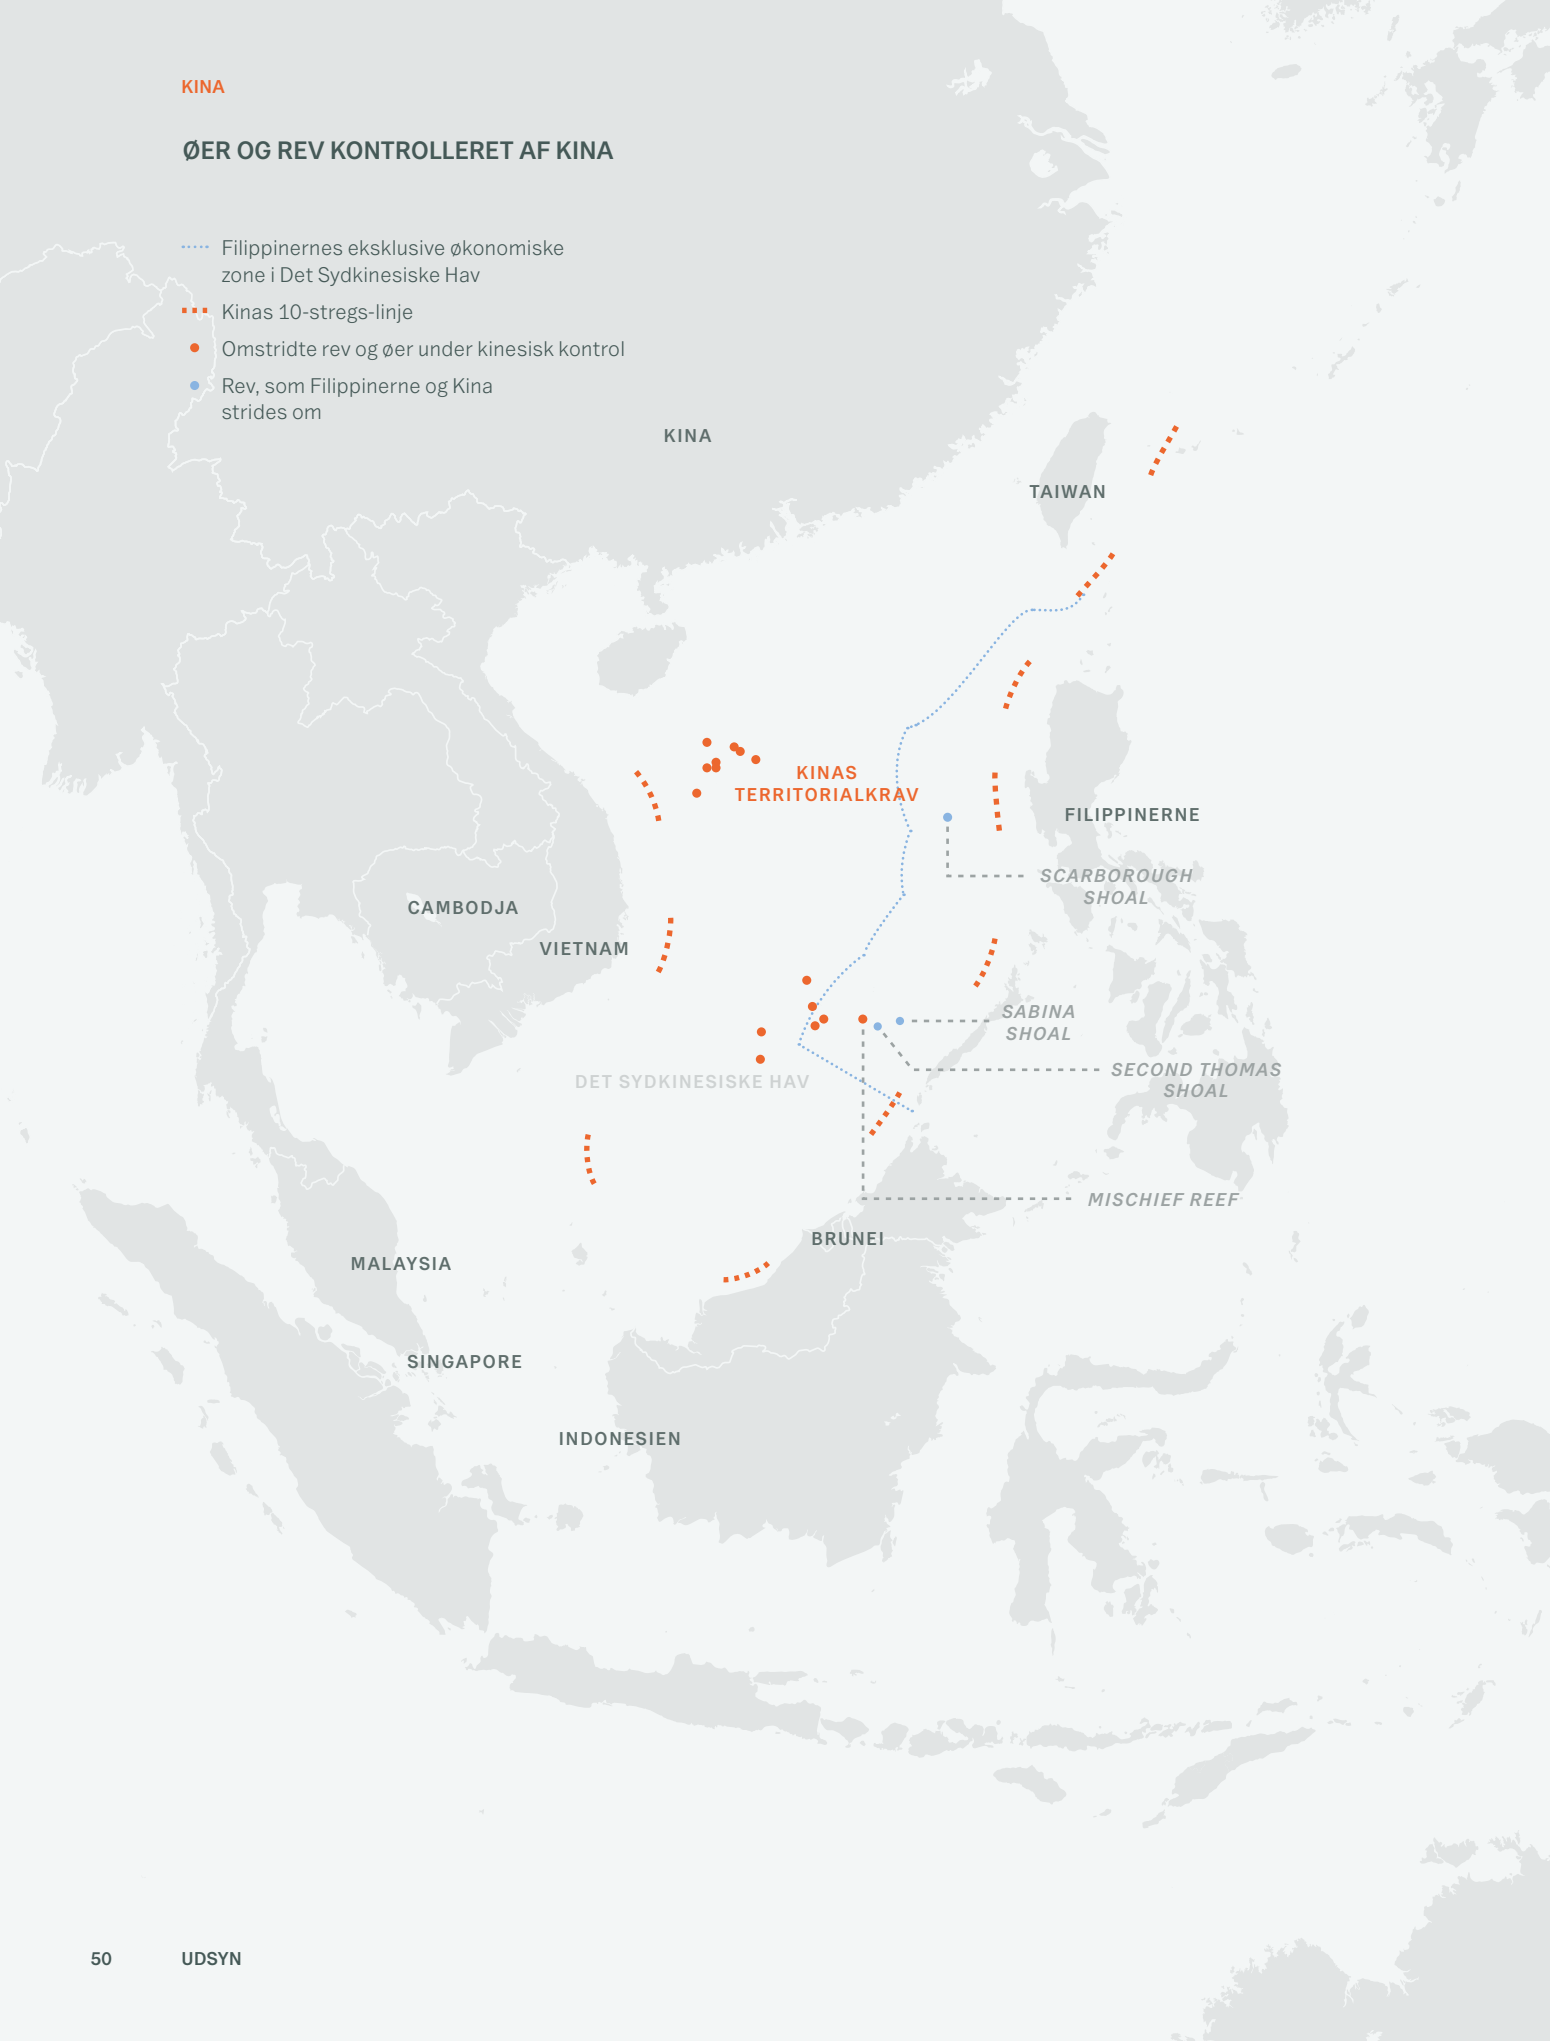 KINA
ØER OG REV KONTROLLERET AF KINA
Filippinernes eksklusive økonomiske
zone i Det Sydkinesiske Hav
Kinas 10-stregs-linje
Omstridte rev og øer under kinesisk kontrol
Rev, som Filippinerne og Kina
strides om
KINA
TAIWAN
KINAS
TERRITORIALKRAV
FILIPPINERNE
SCARBOROUGH
SHOAL
CAMBODJA
VIETNAM
SABINA
SHOAL
SECOND THOMAS
SHOAL
DET SYDKINESISKE HAV
MISCHIEF REEF
BRUNEI
MALAYSIA
SINGAPORE
INDONESIEN
50 UDSYN